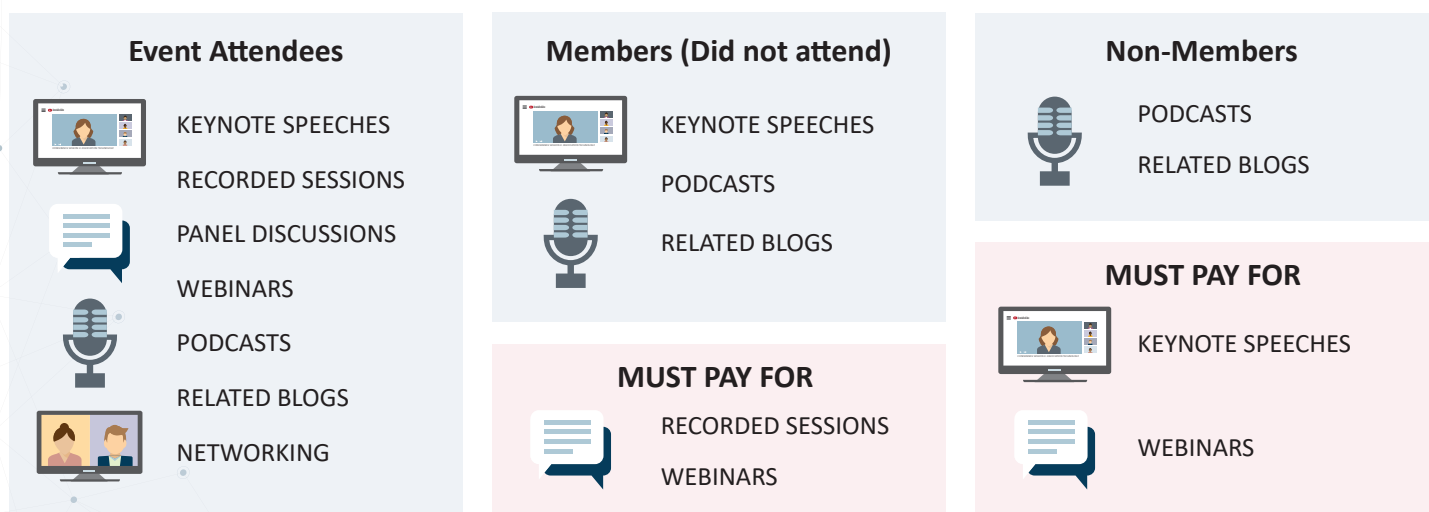 Event Attendees
KEYNOTE SPEECHES
RECORDED SESSIONS
PANEL DISCUSSIONS
WEBINARS
PODCASTS
RELATED BLOGS
NETWORKING
Members (Did not attend)
KEYNOTE SPEECHES
PODCASTS
RELATED BLOGS
MUST PAY FOR
RECORDED SESSIONS
WEBINARS
Non-Members
PODCASTS
RELATED BLOGS
MUST PAY FOR
KEYNOTE SPEECHES
WEBINARS